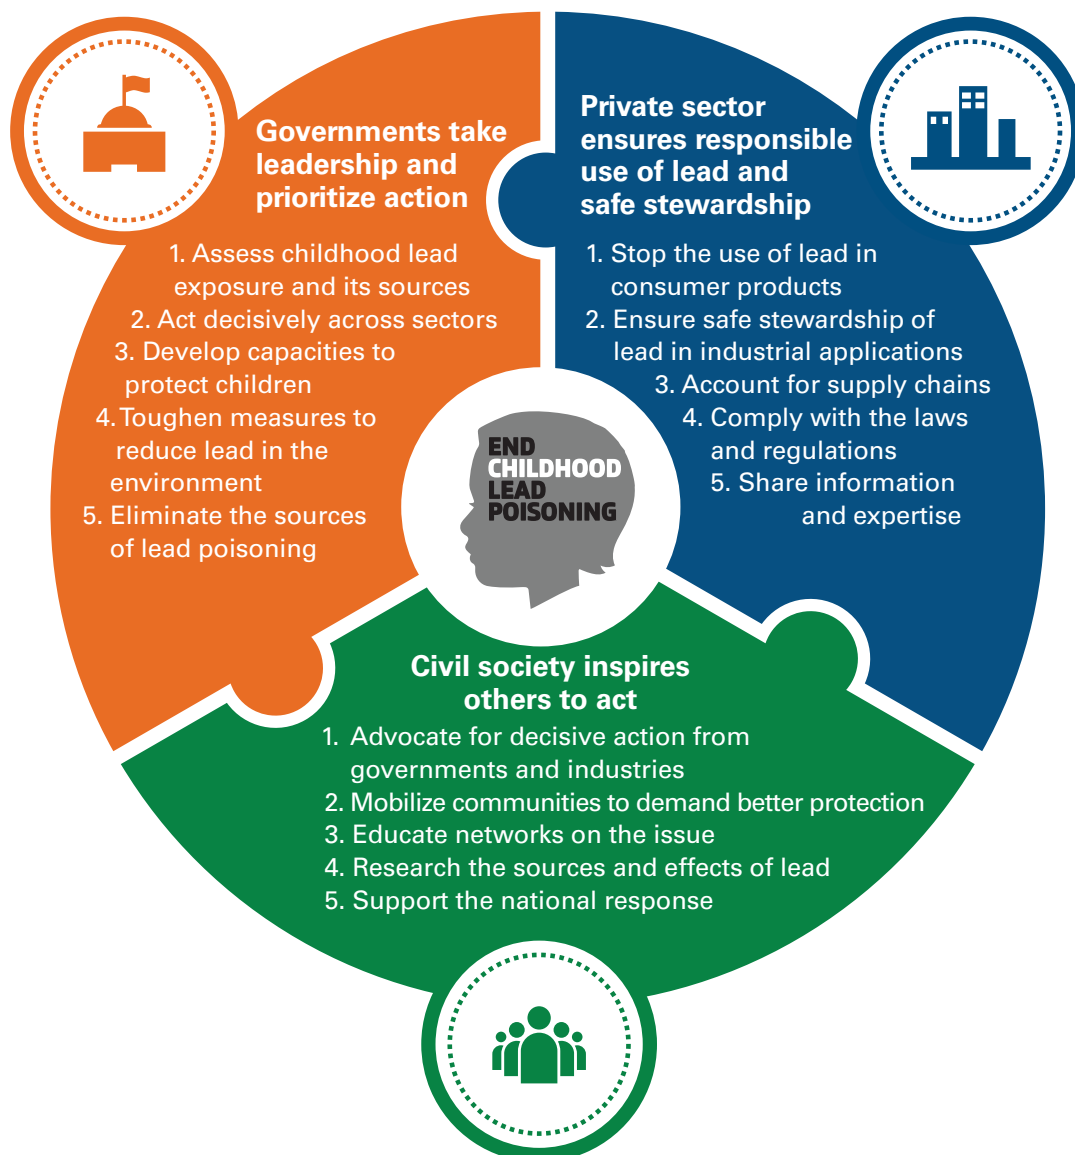 Governments take
leadership and
prioritize action
1. Assess childhood lead
exposure and its sources
2. Act decisively across sectors
3. Develop capacities to
protect children
4. Toughen measures to
reduce lead in the
environment
5. Eliminate the sources
of lead poisoning
Private sector
ensures responsible
use of lead and
safe stewardship
1. Stop the use of lead in
consumer products
2. Ensure safe stewardship of
lead in industrial applications
3. Account for supply chains
4. Comply with the laws
and regulations
5. Share information
and expertise
END
CHILDHOOD
LEAD
POISONING
Civil society inspires
others to act
1. Advocate for decisive action from
governments and industries
2. Mobilize communities to demand better protection
3. Educate networks on the issue
4. Research the sources and effects of lead
5. Support the national response